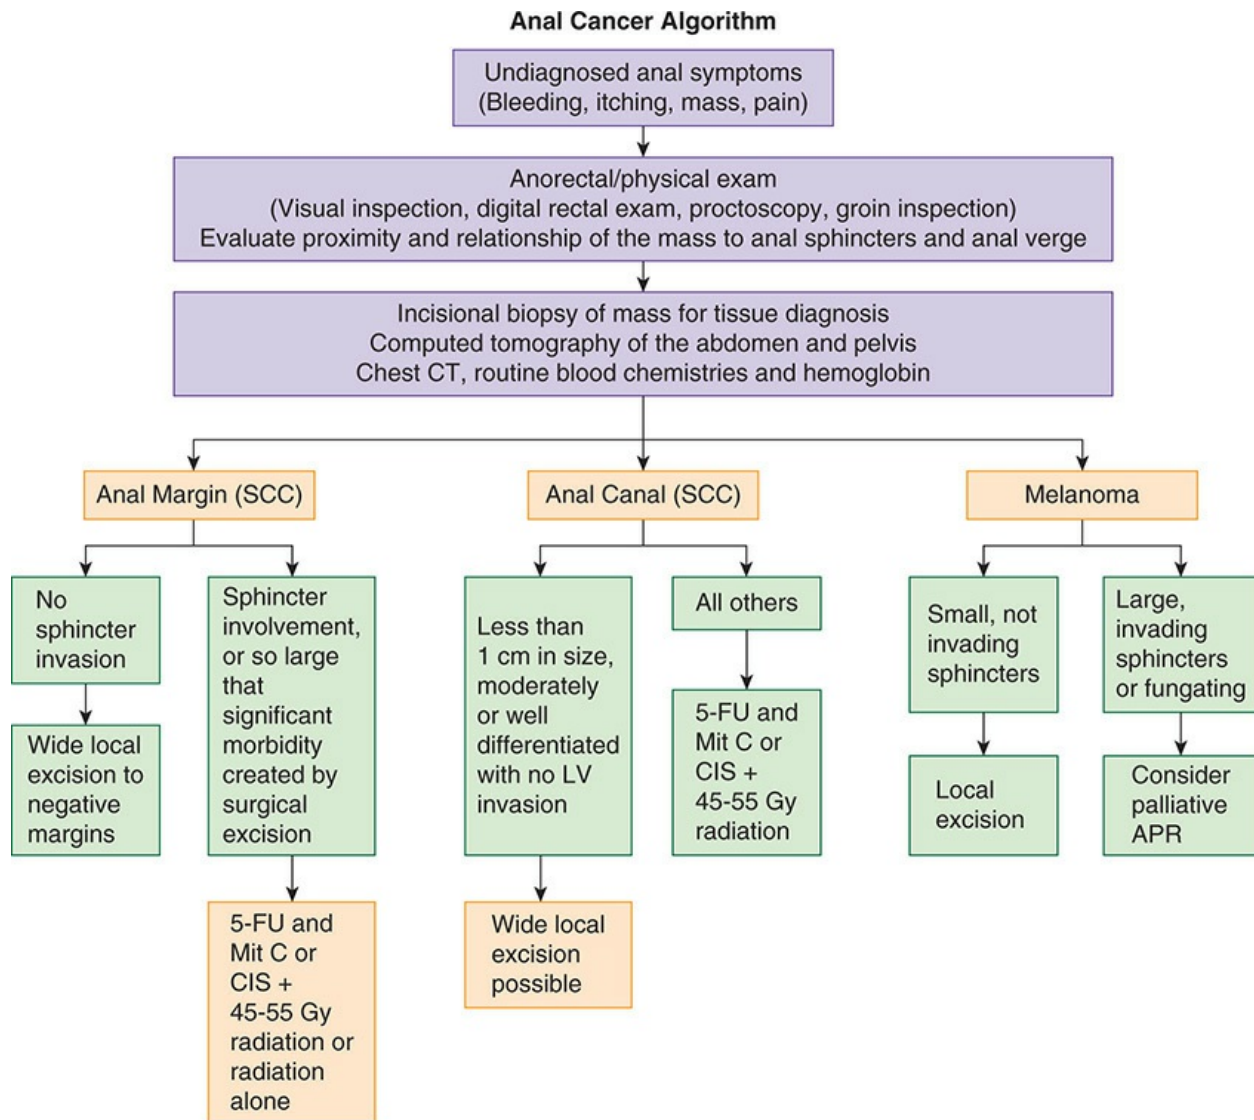 Anal Cancer Algorithm
Undiagnosed anal symptoms
(Bleeding, itching, mass, pain)
Anorectal/physical exam
(Visual inspection, digital rectal exam, proctoscopy, groin inspection)
Evaluate proximity and relationship of the mass to anal sphincters and anal verge
Incisional biopsy of mass for tissue diagnosis
Computed tomography of the abdomen and pelvis
Chest CT, routine blood chemistries and hemoglobin
Anal Margin (SCC)
No
sphincter
invasion
Wide local
excision to
negative
margins
Sphincter
involvement,
or so large
that
significant
morbidity
created by
surgical
excision
5-FU and
Mit C or
CIS +
45-55 Gy
radiation or
radiation
alone
Anal Canal (SCC)
Less than
1 cm in size,
moderately
or well
differentiated
with no LV
invasion
Wide local
excision
possible
All others
5-FU and
Mit C or
CIS +
45-55 Gy
radiation
Melanoma
Small, not
invading
sphincters
Local
excision
Large,
invading
sphincters
or fungating
Consider
palliative
APR